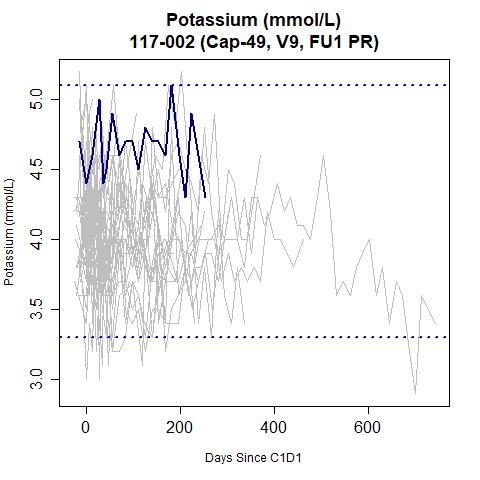 Potassium (mmol/L)
117-002 (Cap-49, V9, FU1 PR)
Potassium (mmol/L)
5.0
4.5
4.0
3.5
3.0
0 200 400 600
Days Since C1D1